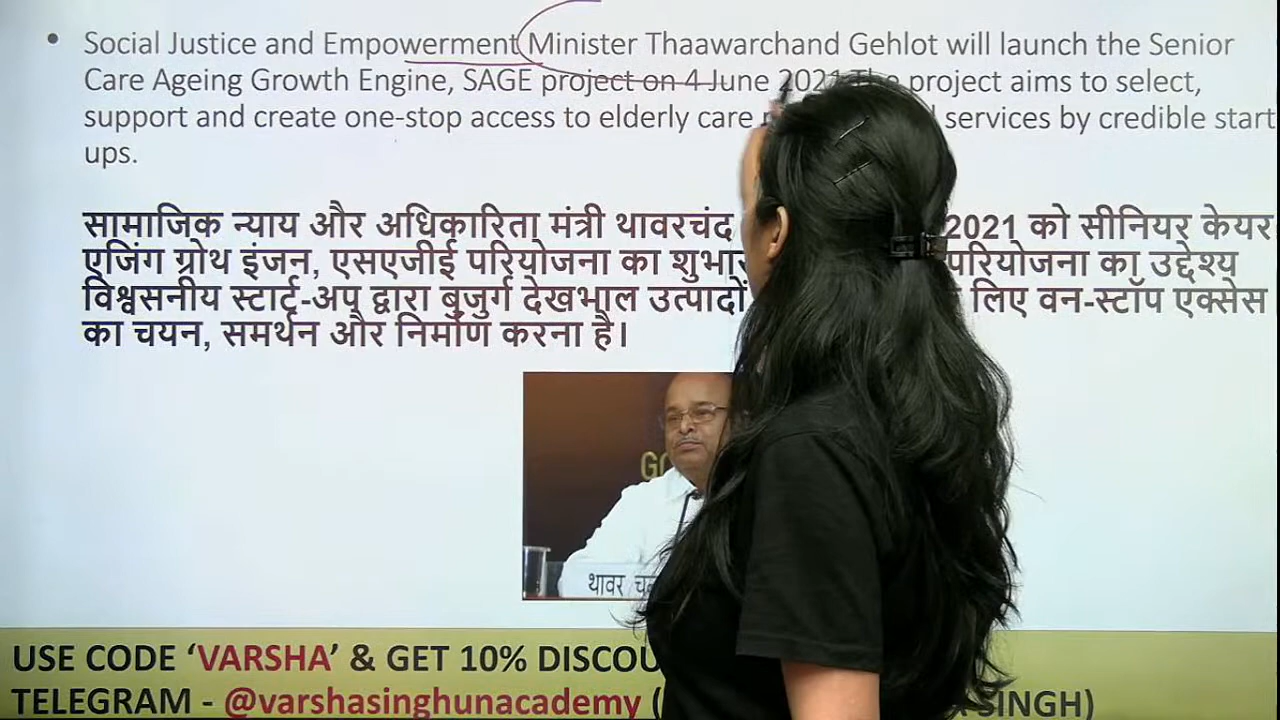 Social Justice and Empowerment Minister Thaawarchand Gehlot will launch the Senior
Care Ageing Growth Engine, SAGE project on 4 June 2021 The project aims to select,
support and create one-stop access to elderly care services by credible start
ups.
सामाजिक न्याय और अधिकारिता मंत्री थावरचंद 2021 को सीनियर केयर
एजिंग ग्रोथ इंजन, एसएजीई परियोजना का परियोजना का उद्देश्य
विश्वसनीय स्टार्ट-अप द्वारा बुजुर्ग देखभाल उत्पादों लिए वन-स्टॉप एक्सेस
का चयन, समर्थन और निर्माण करना है।
थावर
USE CODE ‘VARSHA’ & GET 10%
TELEGRAM - @varshasinghunacademy ( SINGH)